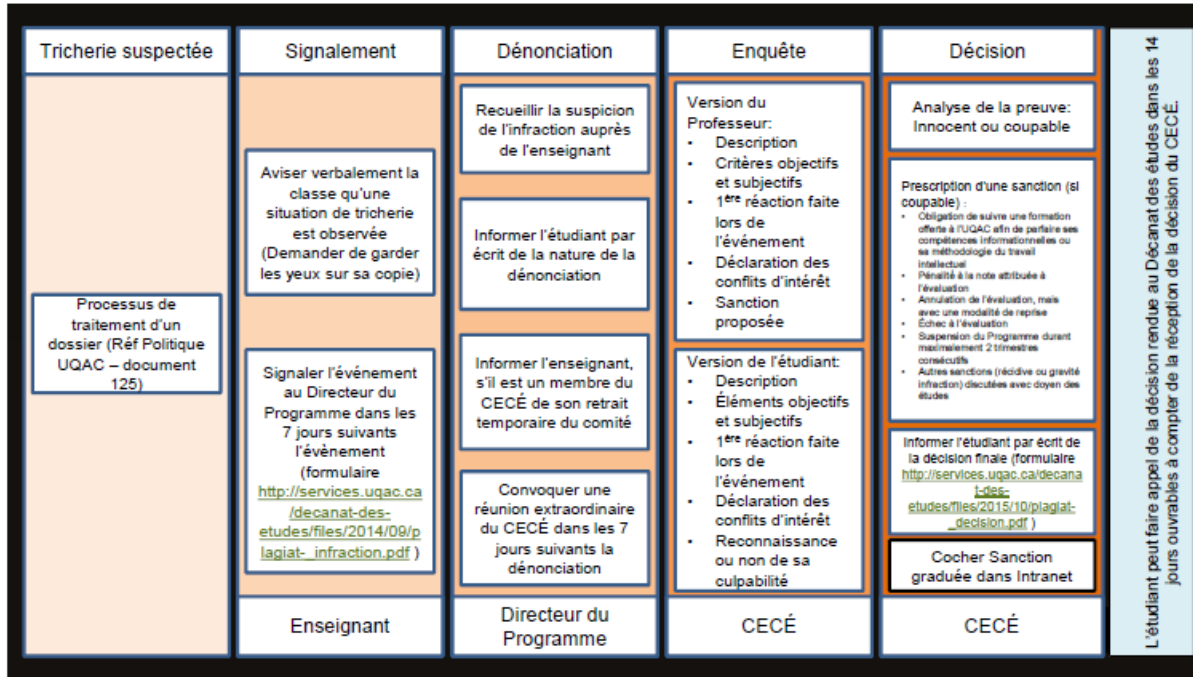 Tricherie suspectée
Processus de
traitement d'un
dossier (Réf Politique
UQAC – document
125)
Signalement
Aviser verbalement la
classe qu'une
situation de tricherie
est observée
(Demander de garder
les yeux sur sa copie)
Signaler l'événement
au Directeur du
Programme dans les
7 jours suivants
l'évènement
(formulaire
http://services.uqac.ca
/decanat-des-
etudes/files/2014/09/p
lagiat-_infraction.pdf )
Enseignant
Dénonciation
Recueillir la suspicion
de l'infraction auprès
de l'enseignant
Informer l'étudiant par
écrit de la nature de la
dénonciation
Informer l'enseignant,
s'il est un membre du
CECÉ de son retrait
temporaire du comité
Convoquer une
réunion extraordinaire
du CECÉ dans les 7
jours suivants la
dénonciation
Directeur du
Programme
Enquête
Version du
Professeur:
• Description
• Critères objectifs
et subjectifs
• 1ère réaction faite
lors de
l'événement
• Déclaration des
conflits d'intérêt
• Sanction
proposée
Version de l'étudiant:
• Description
• Éléments objectifs
et subjectifs
• 1ère réaction faite
lors de
l'événement
• Déclaration des
conflits d'intérêt
• Reconnaissance
ou non de sa
culpabilité
CECÉ
Décision
Analyse de la preuve:
Innocent ou coupable
Prescription d'une sanction (si
coupable) :
• Obligation de suivre une formation
offerte à l'UQAC afin de parfaire ses
compétences informationnelles ou
sa méthodologie du travail
intellectuel
• Pénalité à la note attribuée à
l'évaluation
• Annulation de l'évaluation, mais
avec une modalité de reprise
• Échec à l'évaluation
• Suspension du Programme durant
maximalement 2 trimestres
consécutifs
• Autres sanctions (récidive ou gravité
infraction) discutées avec doyen des
études
Informer l'étudiant par écrit de
la décision finale (formulaire
http://services.uqac.ca/decana
t-des-
etudes/files/2015/10/plagiat-
_decision.pdf )
Cocher Sanction
graduée dans Intranet
CECÉ
L'étudiant peut faire appel de la décision rendue au Décanat des études dans les 14
jours ouvrables à compter de la réception de la décision du CECÉ.